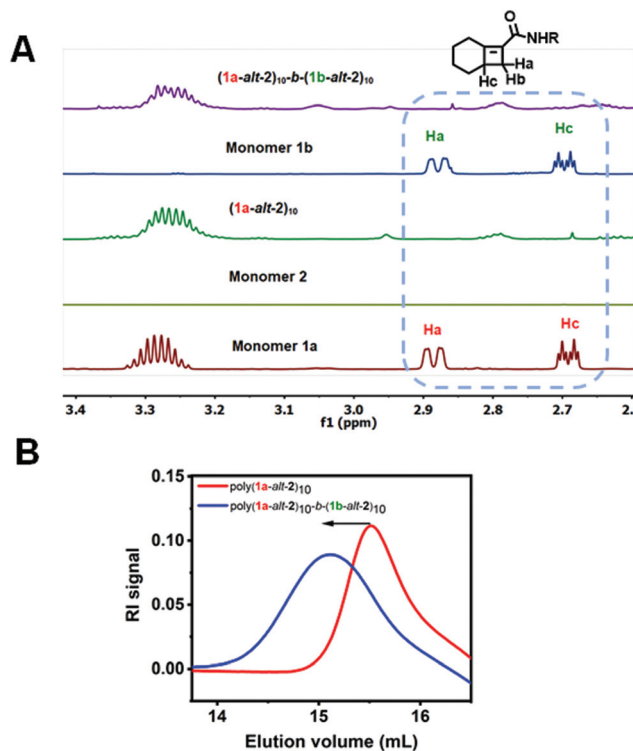 A
O
NHR
Ha
Hb
Hc
(1a-alt-2)10-b-(1b-alt-2)10
Monomer 1b
Ha
Hc
(1a-alt-2)10
Monomer 2
Monomer 1a
Ha
Hc
3.4 3.3 3.2 3.1 3.0 2.9 2.8 2.7 2.
f1 (ppm)
B
0.15
0.10
0.05
0.00
RI signal
poly(1a-alt-2)10
poly(1a-alt-2)10-b-(1b-alt-2)10
14 15 16
Elution volume (mL)